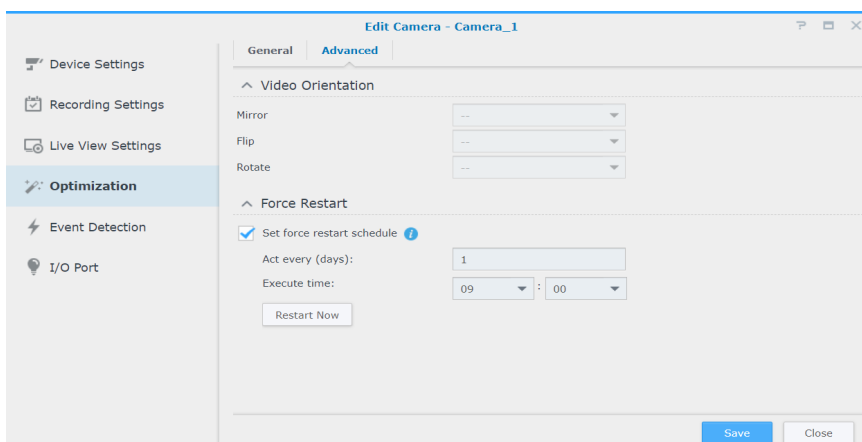 Edit Camera - Camera_1
General
Advanced
Device Settings
Recording Settings
Live View Settings
Optimization
Event Detection
I/O Port
Video Orientation
Mirror
--
Flip
--
Rotate
--
Force Restart
Set force restart schedule
Act every (days):
1
Execute time:
09 : 00
Restart Now
Save
Close